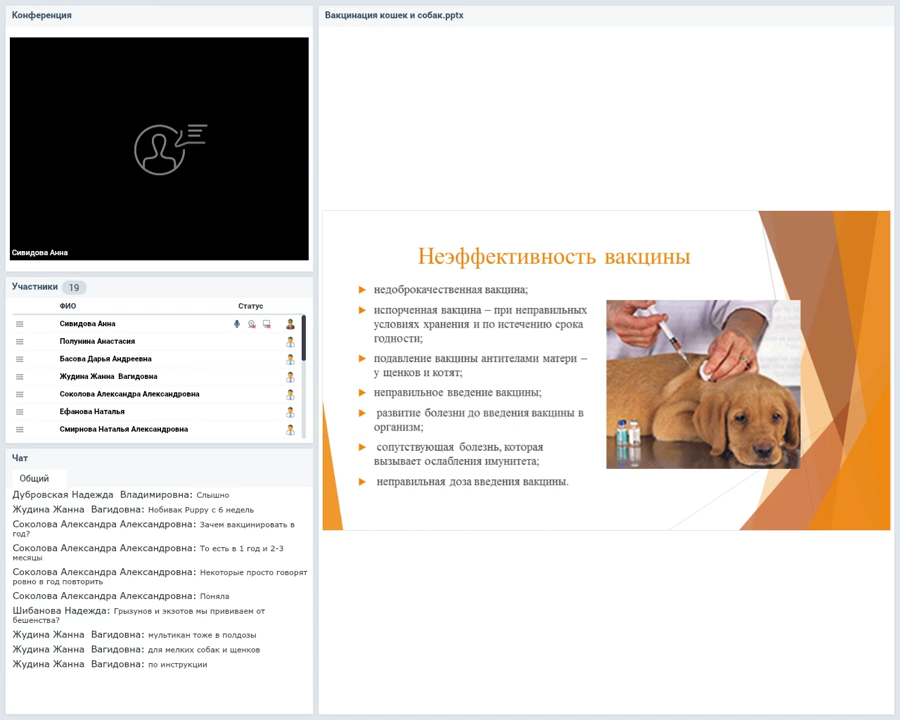 Конференция
Сивидова Анна
Участники 19
ФИО Статус
Сивидова Анна
Полунина Анастасия
Басова Дарья Андреевна
Жудина Жанна Вагидовна
Соколова Александра Александровна
Ефанова Наталья
Смирнова Наталья Александровна
Чат
Общий
Дубровская Надежда Владимировна: Слышно
Жудина Жанна Вагидовна: Нобивак Puppy с 6 недель
Соколова Александра Александровна: Зачем вакцинировать в
год?
Соколова Александра Александровна: То есть в 1 год и 2-3
месяцы
Соколова Александра Александровна: Некоторые просто говорят
ровно в год повторить
Соколова Александра Александровна: Поняла
Шибанова Надежда: Грызунов и экзотов мы прививаем от
бешенства?
Жудина Жанна Вагидовна: мультикан тоже в полдозы
Жудина Жанна Вагидовна: для мелких собак и щенков
Жудина Жанна Вагидовна: по инструкции
Вакцинация кошек и собак.pptx
Неэффективность вакцины
недоброкачественная вакцина;
испорченная вакцина – при неправильных
условиях хранения и по истечению срока
годности;
подавление вакцины антителами матери –
у щенков и котят;
неправильное введение вакцины;
развитие болезни до введения вакцины в
организм;
сопутствующая болезнь, которая
вызывает ослабления имунитета;
неправильная доза введения вакцины.